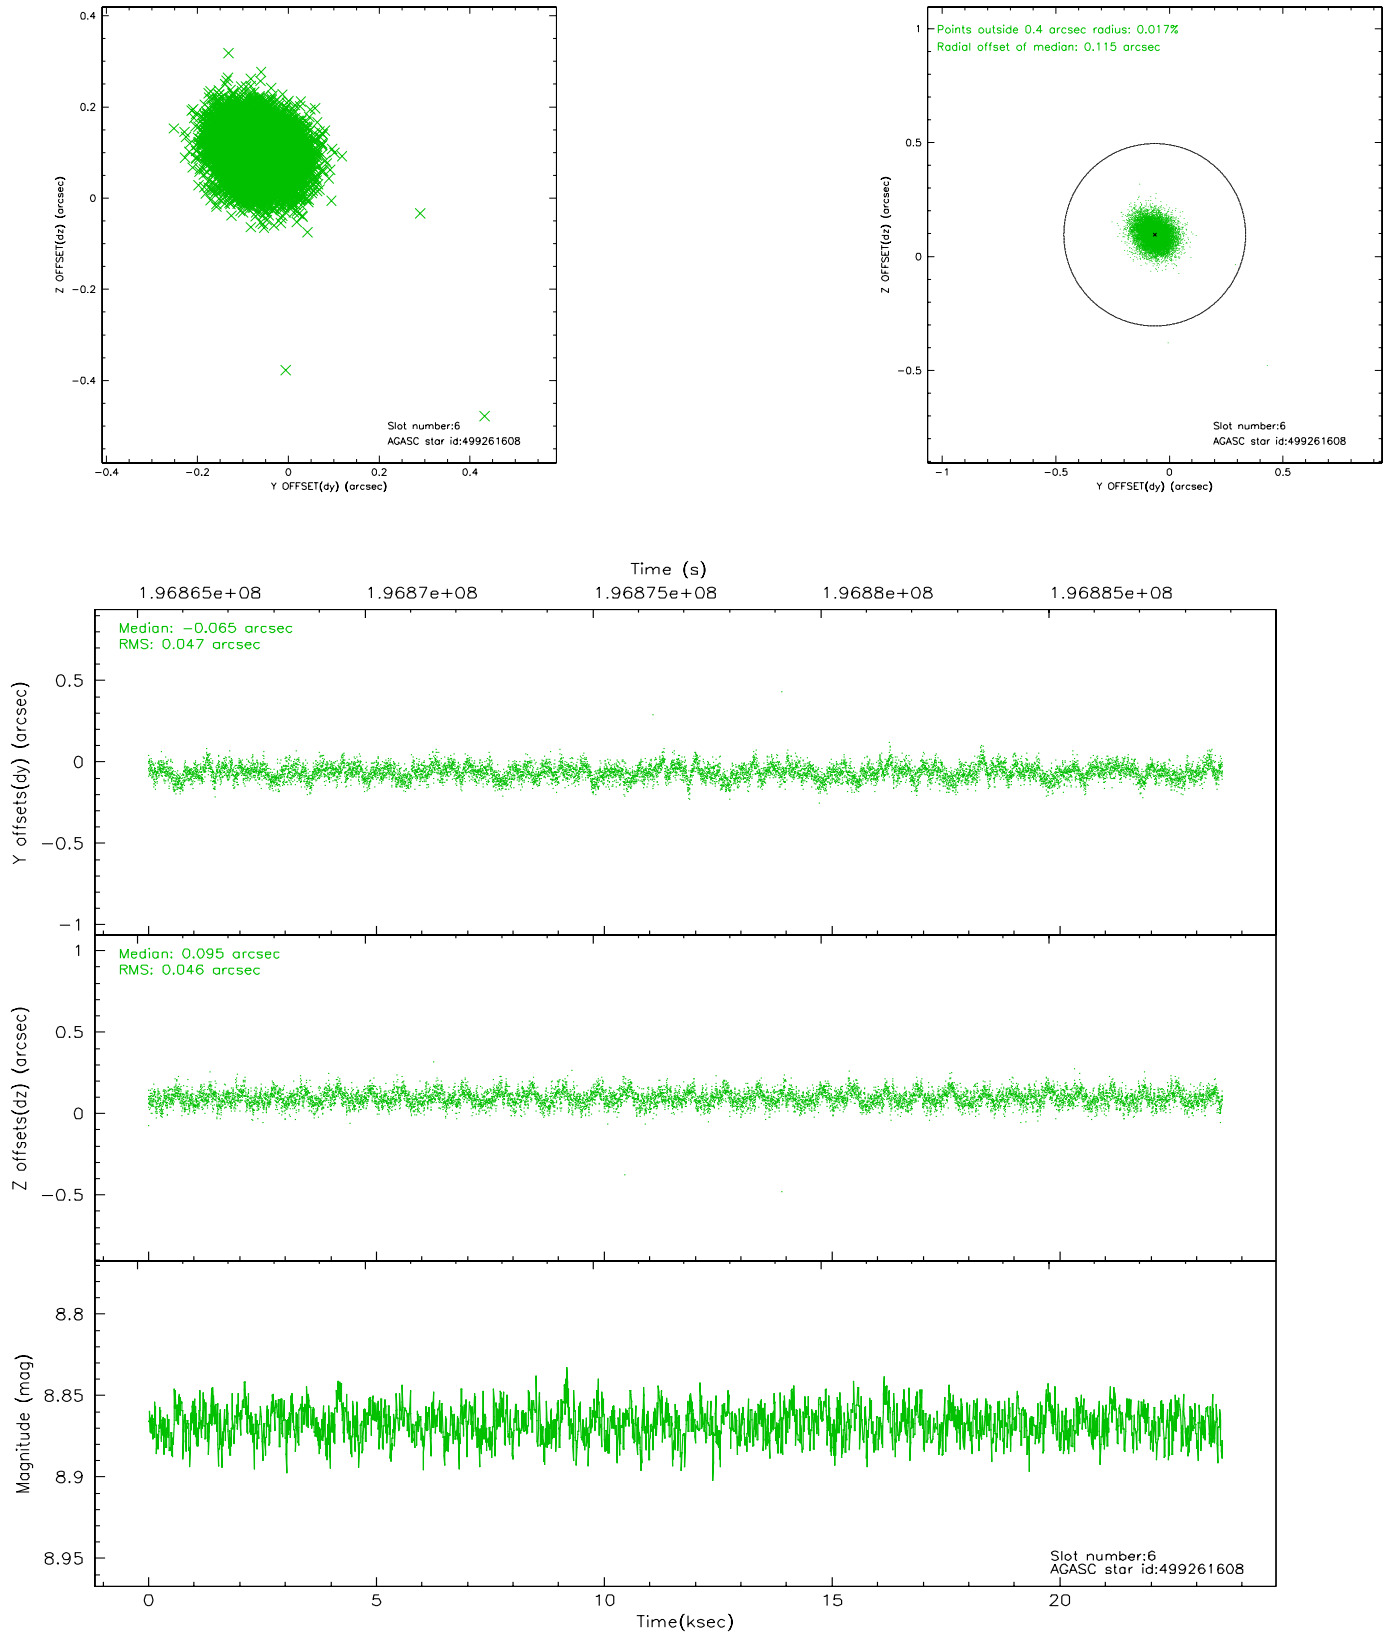 0.4
0.2
0
−0.2
−0.4
Z OFFSET(dz) (arcsec)
Slot number:6
AGASC star id:499261608
−0.4
−0.2
0
0.2
0.4
Y OFFSET(dy) (arcsec)
Points outside 0.4 arcsec radius: 0.017%
Radial offset of median: 0.115 arcsec
1
0.5
0
−0.5
Z OFFSET(dz) (arcsec)
Slot number:6
AGASC star id:499261608
−1
−0.5
0
0.5
Y OFFSET(dy) (arcsec)
Time (s)
1.96865e+08
1.9687e+08
1.96875e+08
1.9688e+08
1.96885e+08
Median: −0.065 arcsec
RMS: 0.047 arcsec
0.5
0
−0.5
−1
Y offsets(dy) (arcsec)
Median: 0.095 arcsec
RMS: 0.046 arcsec
1
0.5
0
−0.5
Z offsets(dz) (arcsec)
8.8
8.85
8.9
8.95
Magnitude (mag)
Slot number:6
AGASC star id:499261608
0
5
10
15
20
Time(ksec)